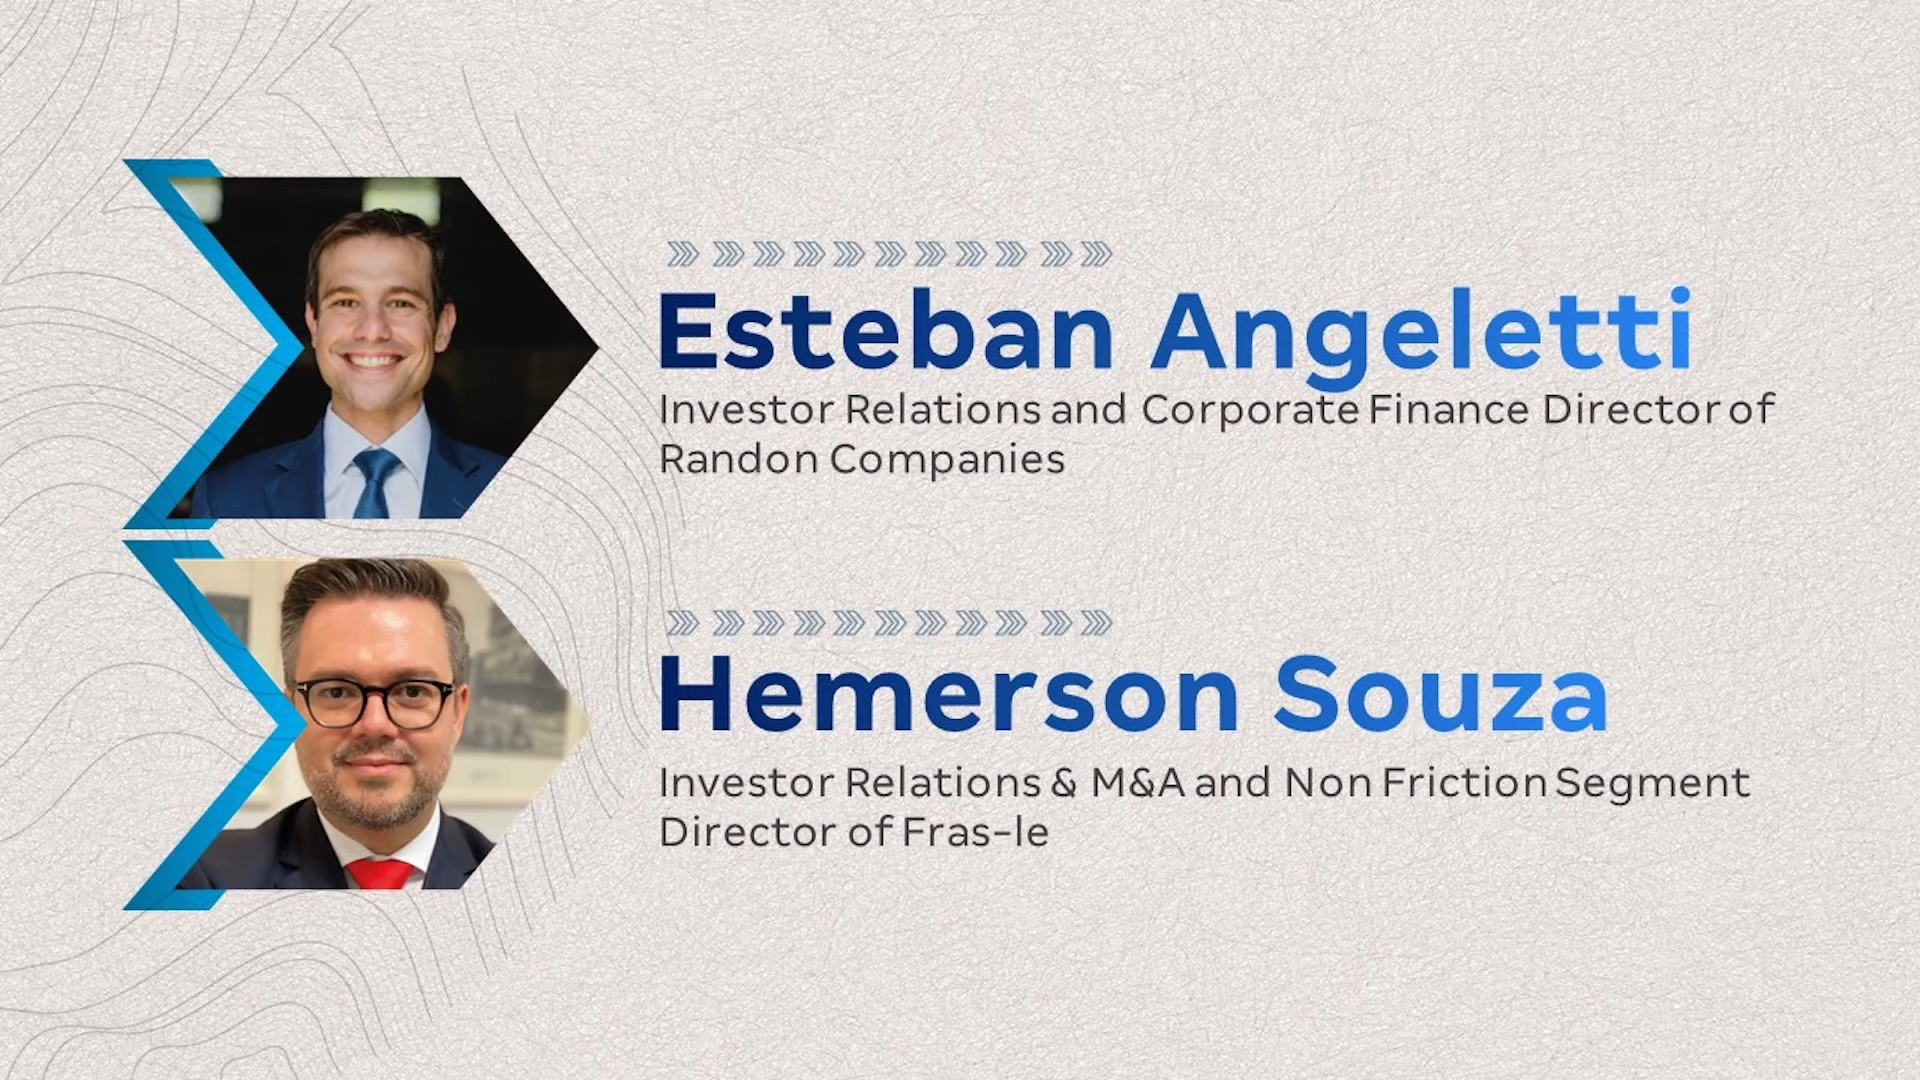 Esteban Angeletti
Investor Relations and Corporate Finance Director of
Randon Companies
Hemerson Souza
Investor Relations & M&A and Non Friction Segment
Director of Fras-le